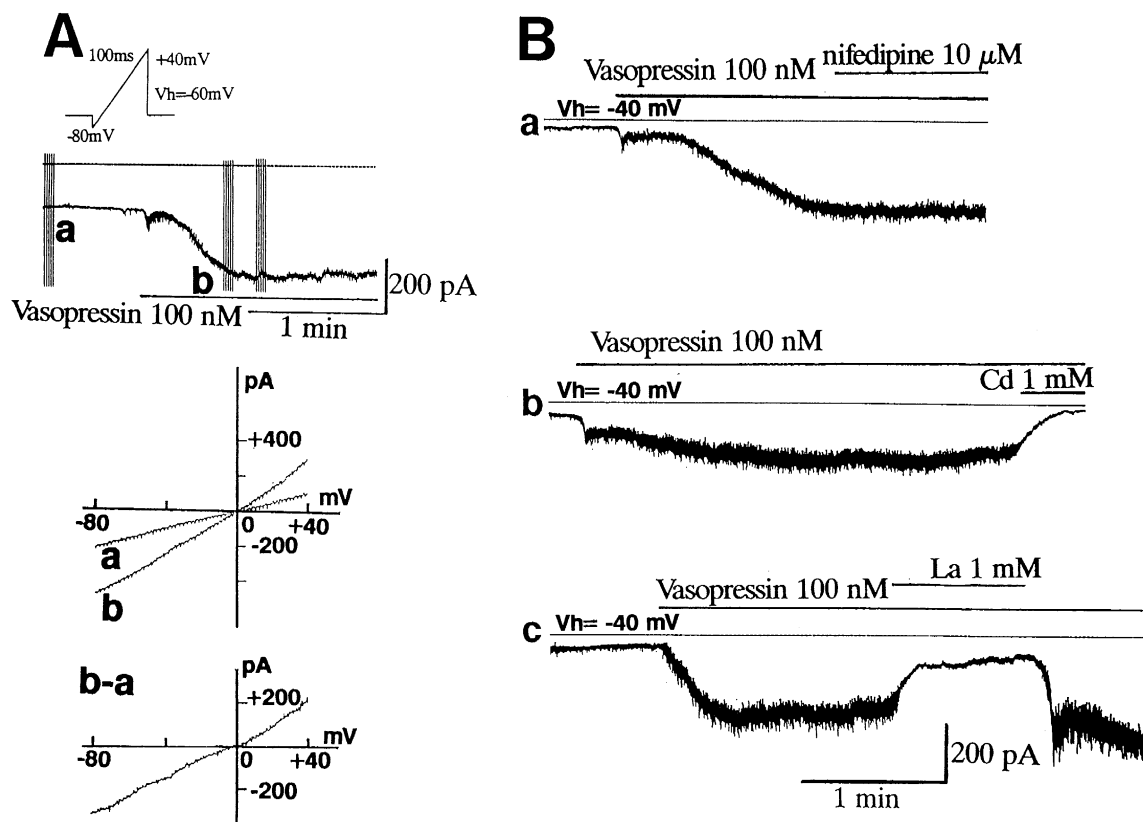 A
100ms
+40mV
Vh=-60mV
-80mV
a
b
200 pA
Vasopressin 100 nM
1 min
pA
+400
mV
-80
0
+40
a
-200
b
b-a
pA
+200
mV
-80
0
+40
-200
B
nifedipine 10 μM
Vasopressin 100 nM
Vh= -40 mV
a
Vasopressin 100 nM
Cd 1 mM
Vh= -40 mV
b
La 1 mM
Vasopressin 100 nM
Vh= -40 mV
c
200 pA
1 min